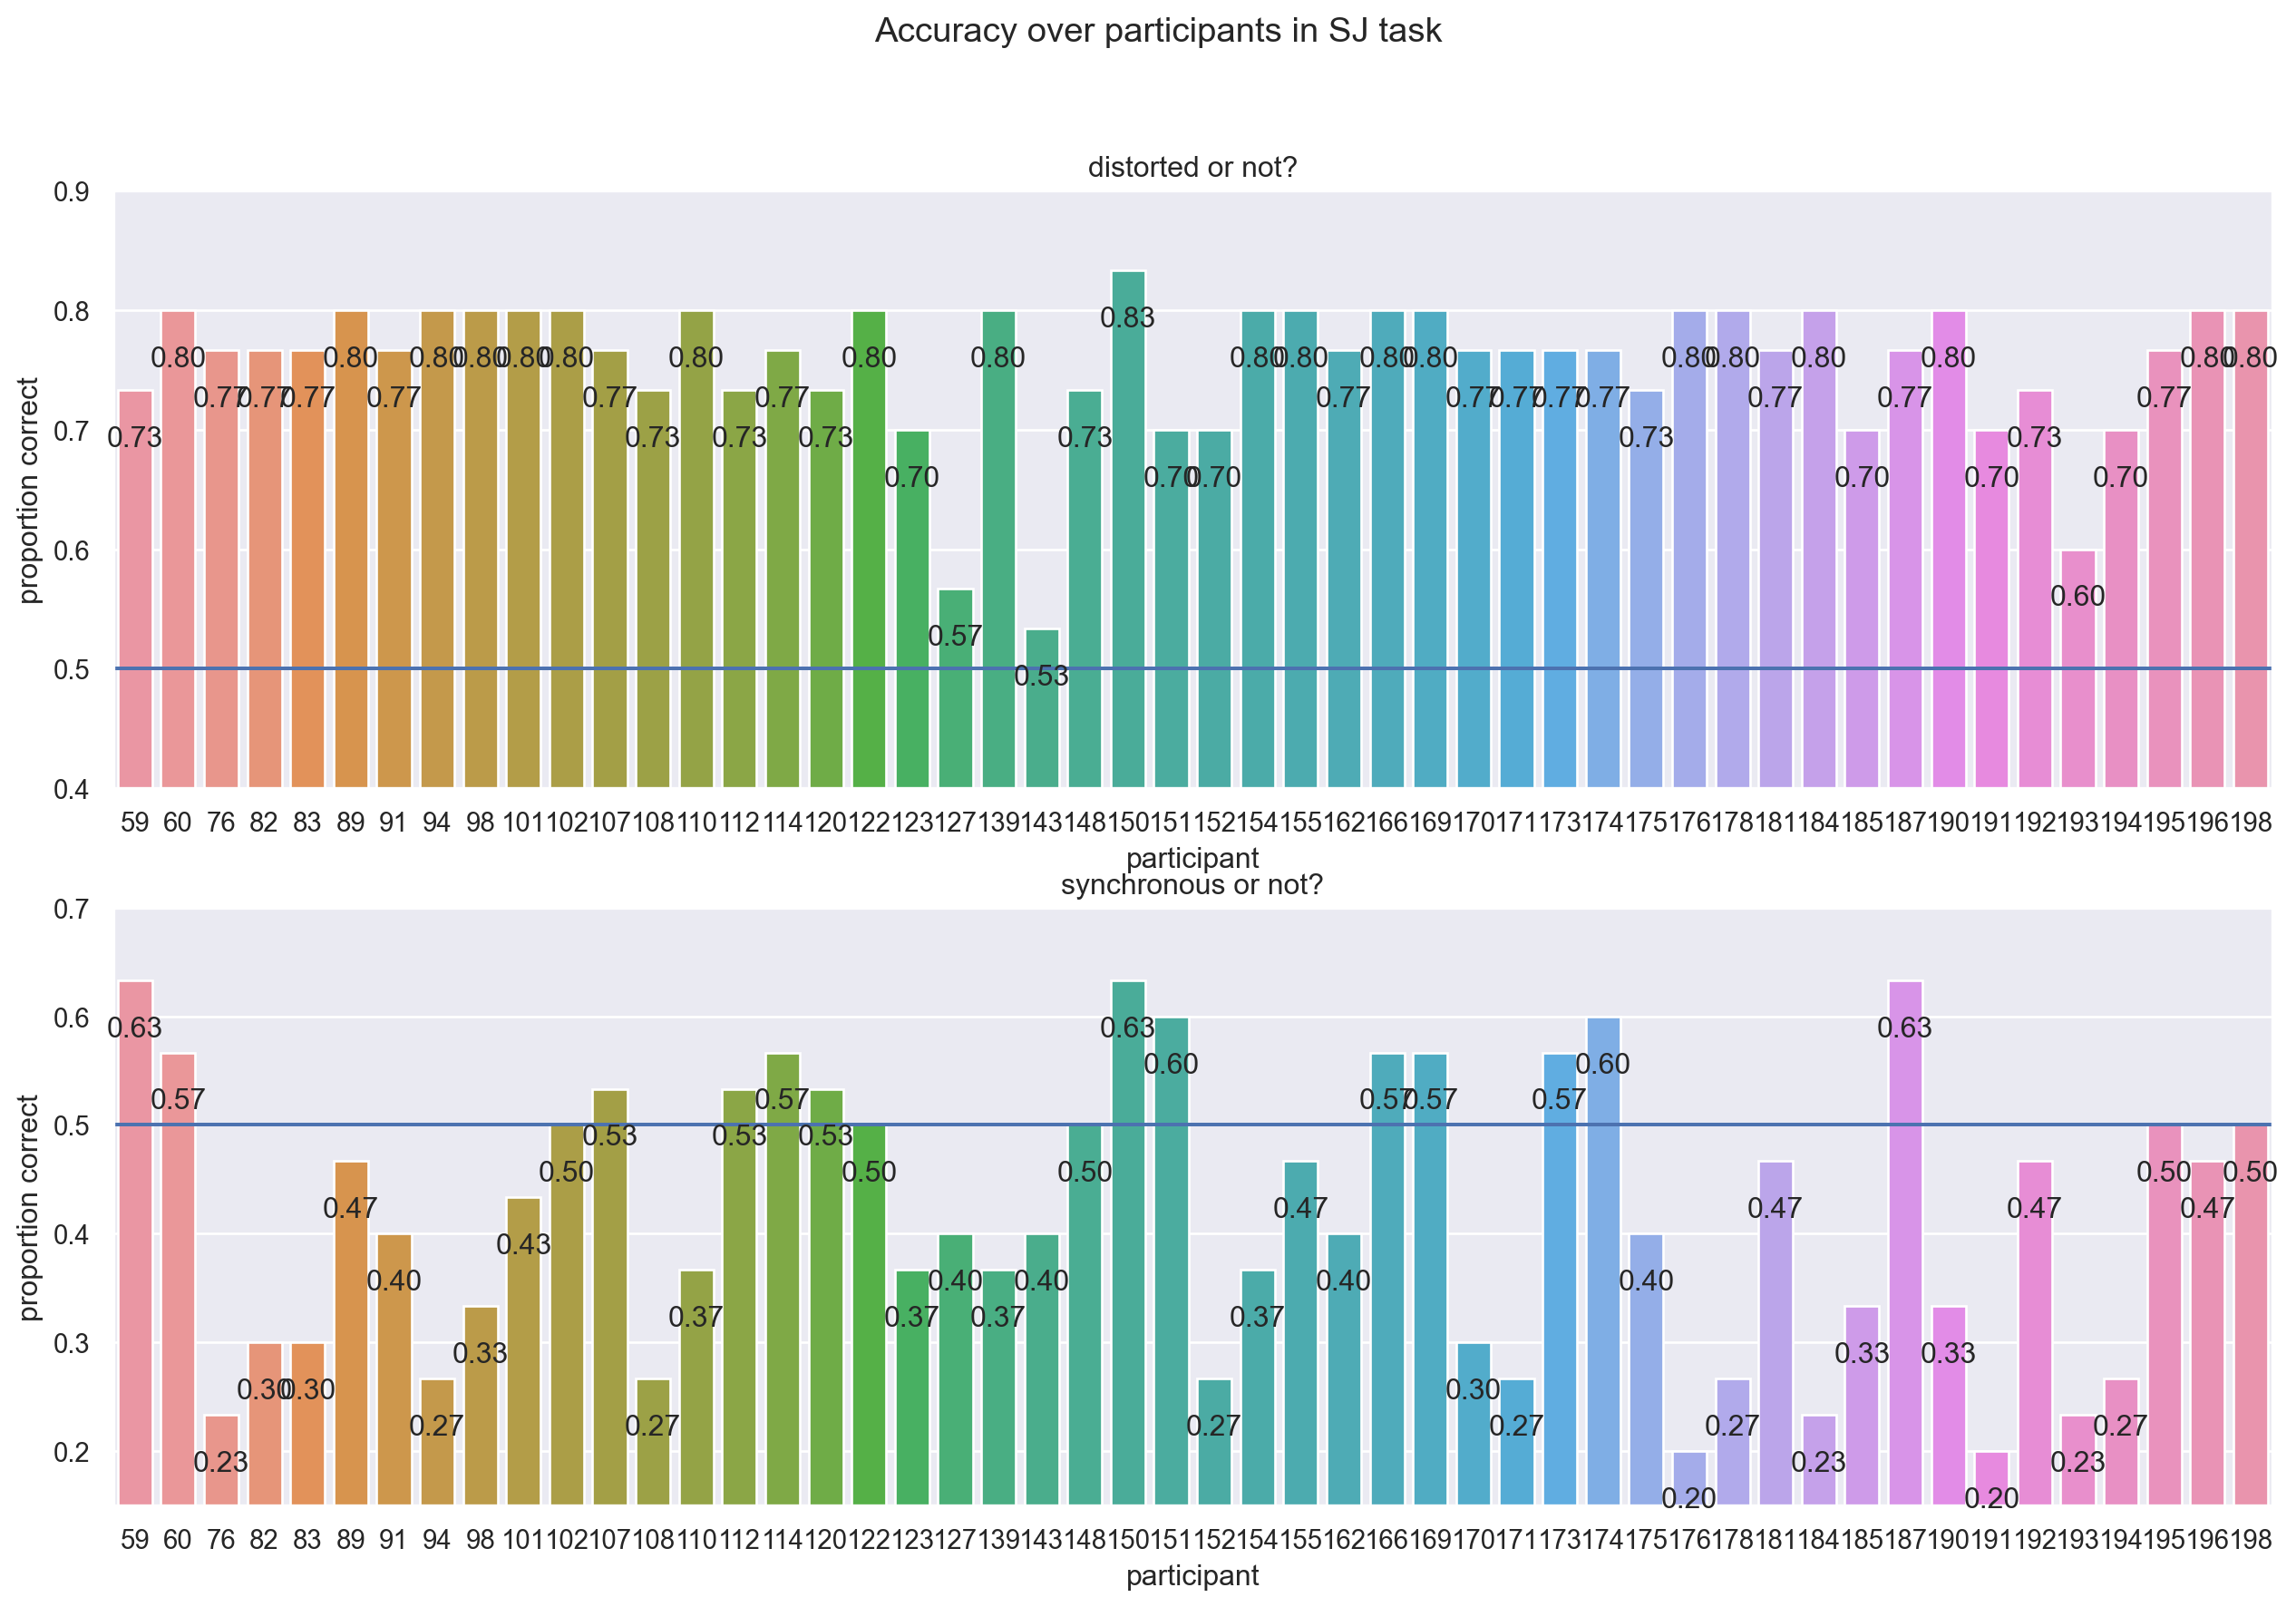 Accuracy over participants in SJ task
distorted or not?
0.9
0.8
0.7
0.6
0.5
0.4
proportion correct
0.73 0.80 0.77 0.77 0.77 0.80 0.77 0.80 0.80 0.80 0.80 0.77 0.73 0.80 0.73 0.77 0.73 0.80 0.70 0.57 0.80 0.53 0.73 0.83 0.70 0.70 0.80 0.80 0.77 0.80 0.80 0.77 0.77 0.77 0.77 0.73 0.80 0.80 0.77 0.80 0.70 0.77 0.80 0.70 0.73 0.60 0.70 0.77 0.80 0.80
59 60 76 82 83 89 91 94 98 101 102 107 108 110 112 114 120 122 123 127 139 143 148 150 151 152 154 155 162 166 169 170 171 173 174 175 176 178 181 184 185 187 190 191 192 193 194 195 196 198
participant
synchronous or not?
0.7
0.6
0.5
0.4
0.3
0.2
proportion correct
0.63 0.57 0.23 0.30 0.30 0.47 0.40 0.27 0.33 0.43 0.50 0.53 0.27 0.37 0.53 0.57 0.53 0.50 0.37 0.40 0.37 0.40 0.50 0.63 0.60 0.27 0.37 0.47 0.40 0.57 0.57 0.30 0.27 0.57 0.60 0.40 0.20 0.27 0.47 0.23 0.33 0.63 0.33 0.20 0.47 0.23 0.27 0.50 0.47 0.50
59 60 76 82 83 89 91 94 98 101 102 107 108 110 112 114 120 122 123 127 139 143 148 150 151 152 154 155 162 166 169 170 171 173 174 175 176 178 181 184 185 187 190 191 192 193 194 195 196 198
participant